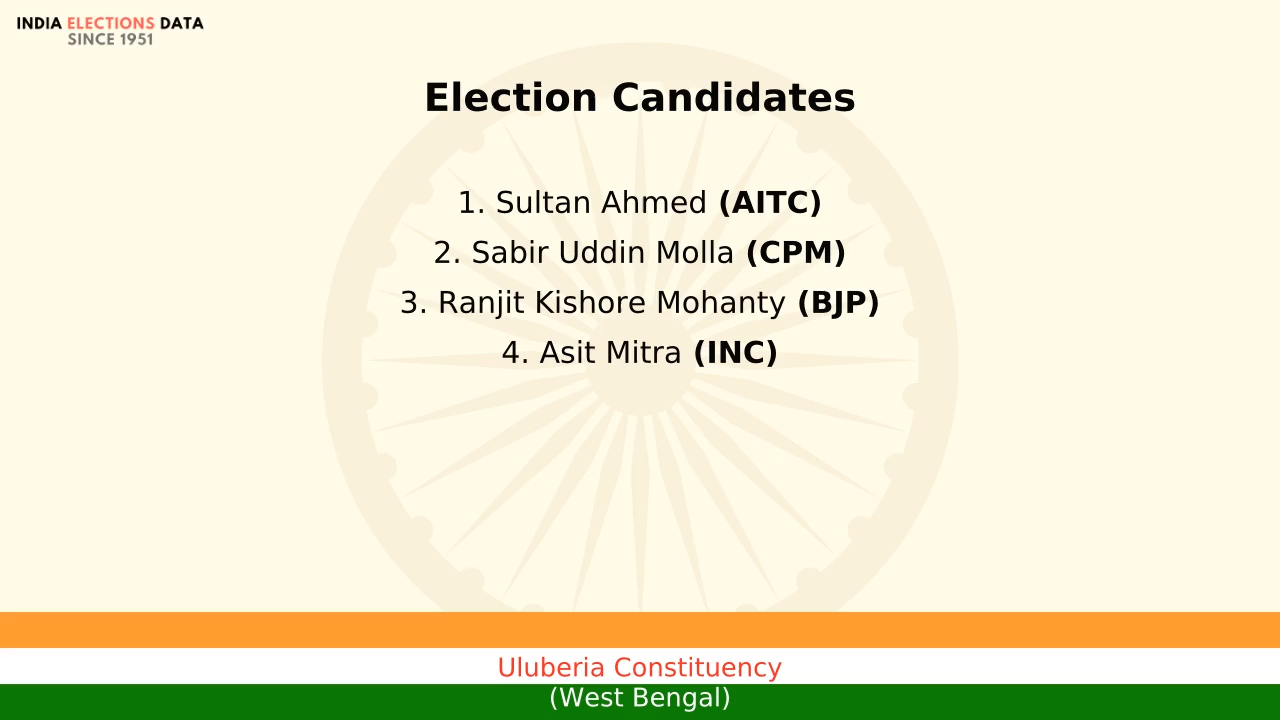 INDIA ELECTIONS DATA
SINCE 1951
Election Candidates
1. Sultan Ahmed (AITC)
2. Sabir Uddin Molla (CPM)
3. Ranjit Kishore Mohanty (BJP)
4. Asit Mitra (INC)
Uluberia Constituency
(West Bengal)